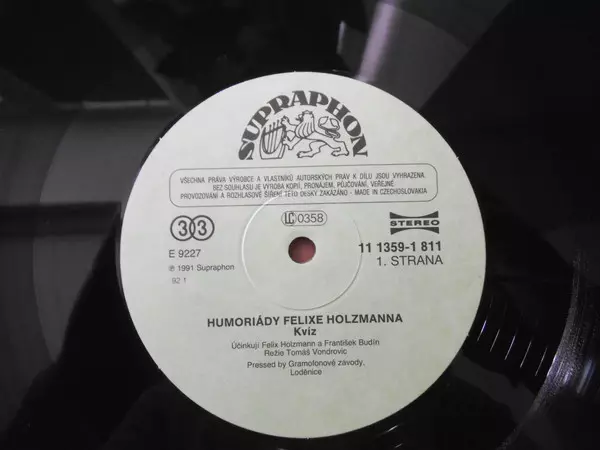 SUPRAPHON
VŠECHNA PRÁVA VÝROBCE A VLASTNÍKŮ AUTORSKÝCH PRÁV K DÍLU JSOU VYHRAZENA.
BEZ SOUHLASU JE VÝROBA KOPIÍ, PRONÁJEM, PŮJČOVÁNÍ, VEŘEJNÉ
PROVOZOVÁNÍ A ROZHLASOVÉ ŠÍŘENÍ TÉTO DESKY ZAKÁZÁNO - MADE IN CZECHOSLOVAKIA
33
LC 0358
STEREO
E 9227
11 1359-1 811
℗ 1991 Supraphon
1. STRANA
92 1
HUMORIÁDY FELIXE HOLZMANNA
Kvíz
Účinkují Felix Holzmann a František Budín
Režie Tomáš Vondrovic
Pressed by Gramofonové závody,
Loděnice